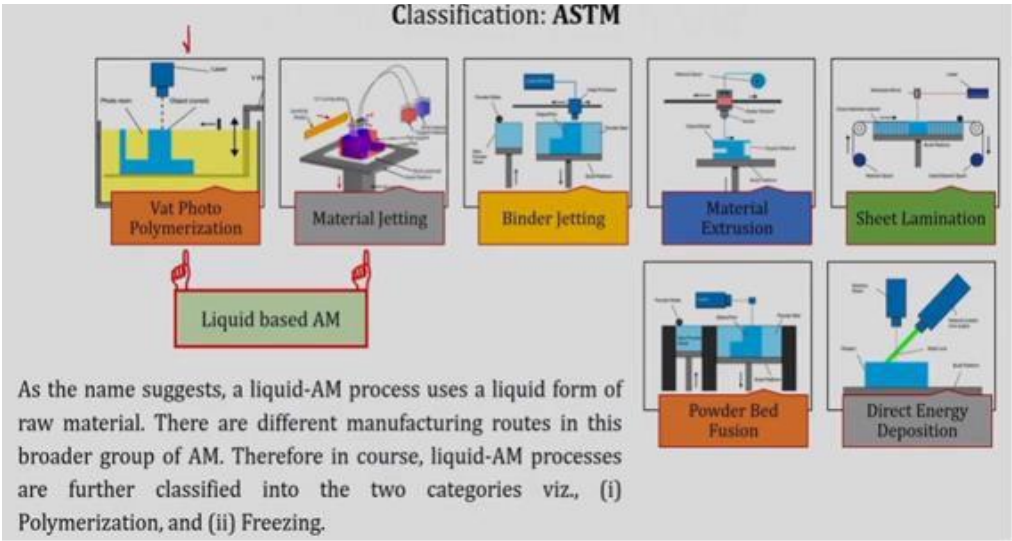 Classification: ASTM
Laser
Photo resin
Vat Photo
Polymerization
Material Jetting
Binder Jetting
Material
Extrusion
Sheet Lamination
Liquid based AM
Powder Bed
Fusion
Direct Energy
Deposition
As the name suggests, a liquid-AM process uses a liquid form of
raw material. There are different manufacturing routes in this
broader group of AM. Therefore in course, liquid-AM processes
are further classified into the two categories viz., (i)
Polymerization, and (ii) Freezing.